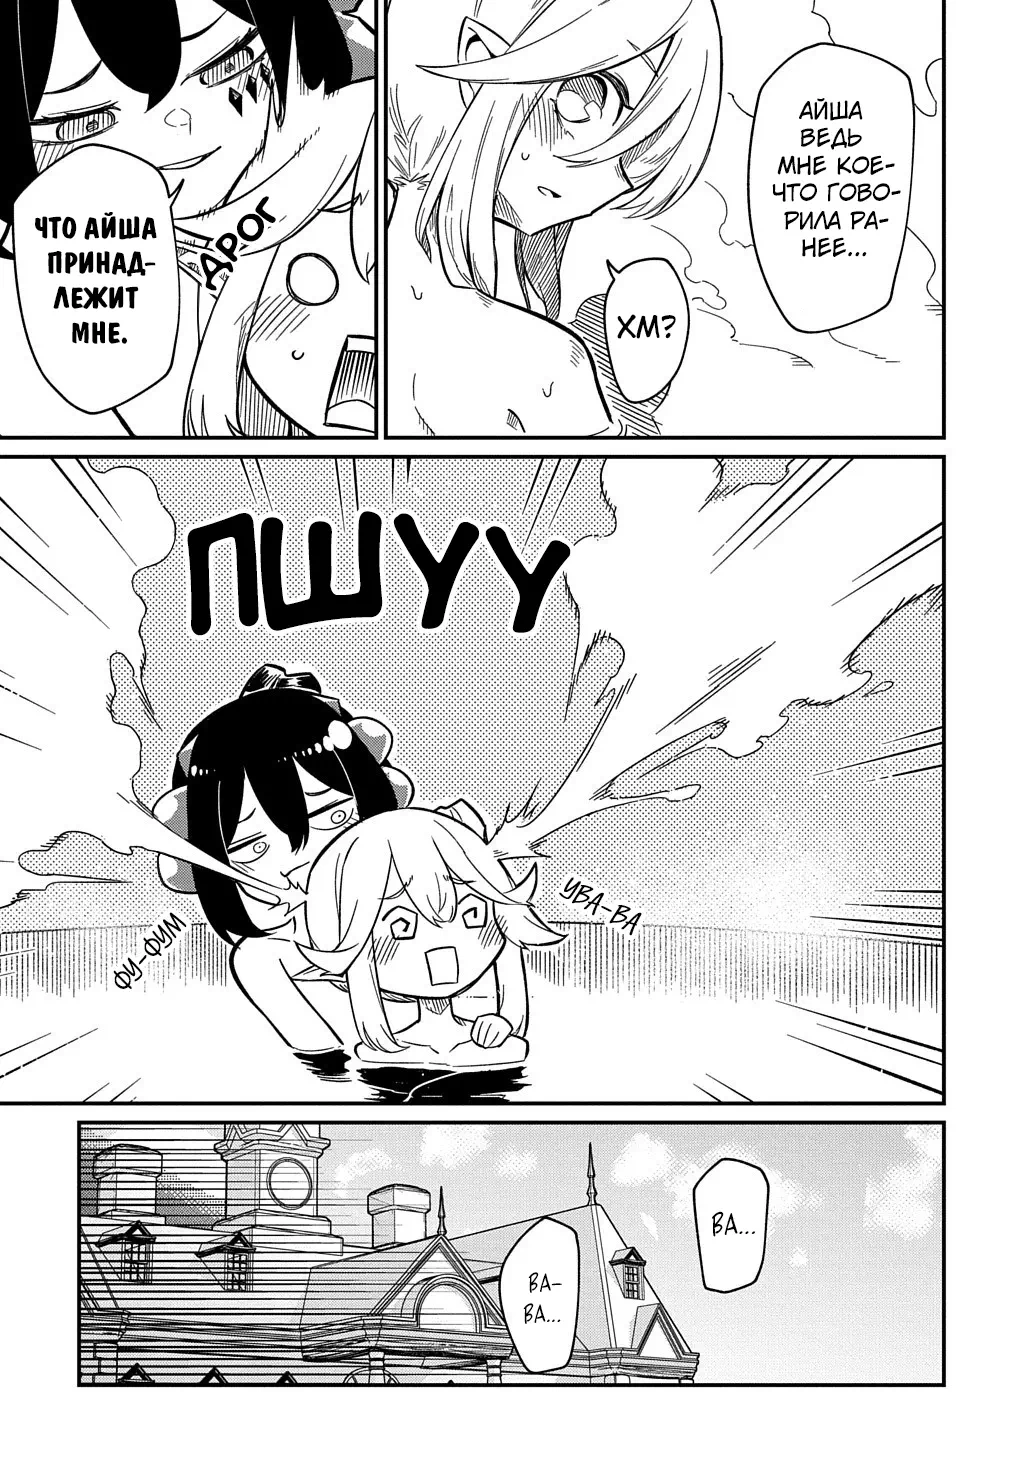 АЙША
ВЕДЬ
МНЕ КОЕ-
ЧТО ГОВО-
РИЛА РА-
НЕЕ...
ХМ?
ЧТО АЙША
ПРИНАД-
ЛЕЖИТ
МНЕ.
ДРОГ
ПШУУ
УВА-ВА
ФУ-ФУМ
ВА...
ВА-
ВА...